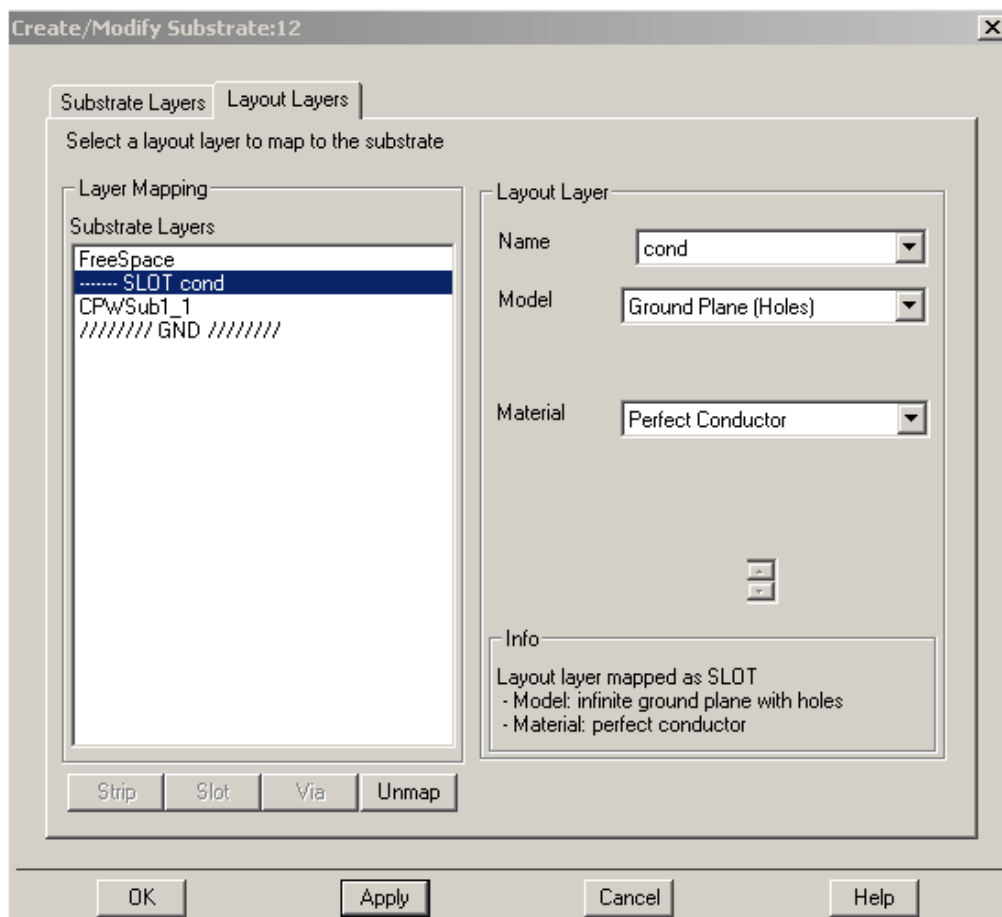 Create/Modify Substrate:12
Substrate Layers
Layout Layers
Select a layout layer to map to the substrate
Layer Mapping
Substrate Layers
FreeSpace
------- SLOT cond
CPWSub1_1
//////// GND ////////
Strip
Slot
Via
Unmap
Layout Layer
Name
cond
Model
Ground Plane (Holes)
Material
Perfect Conductor
Info
Layout layer mapped as SLOT
- Model: infinite ground plane with holes
- Material: perfect conductor
OK
Apply
Cancel
Help